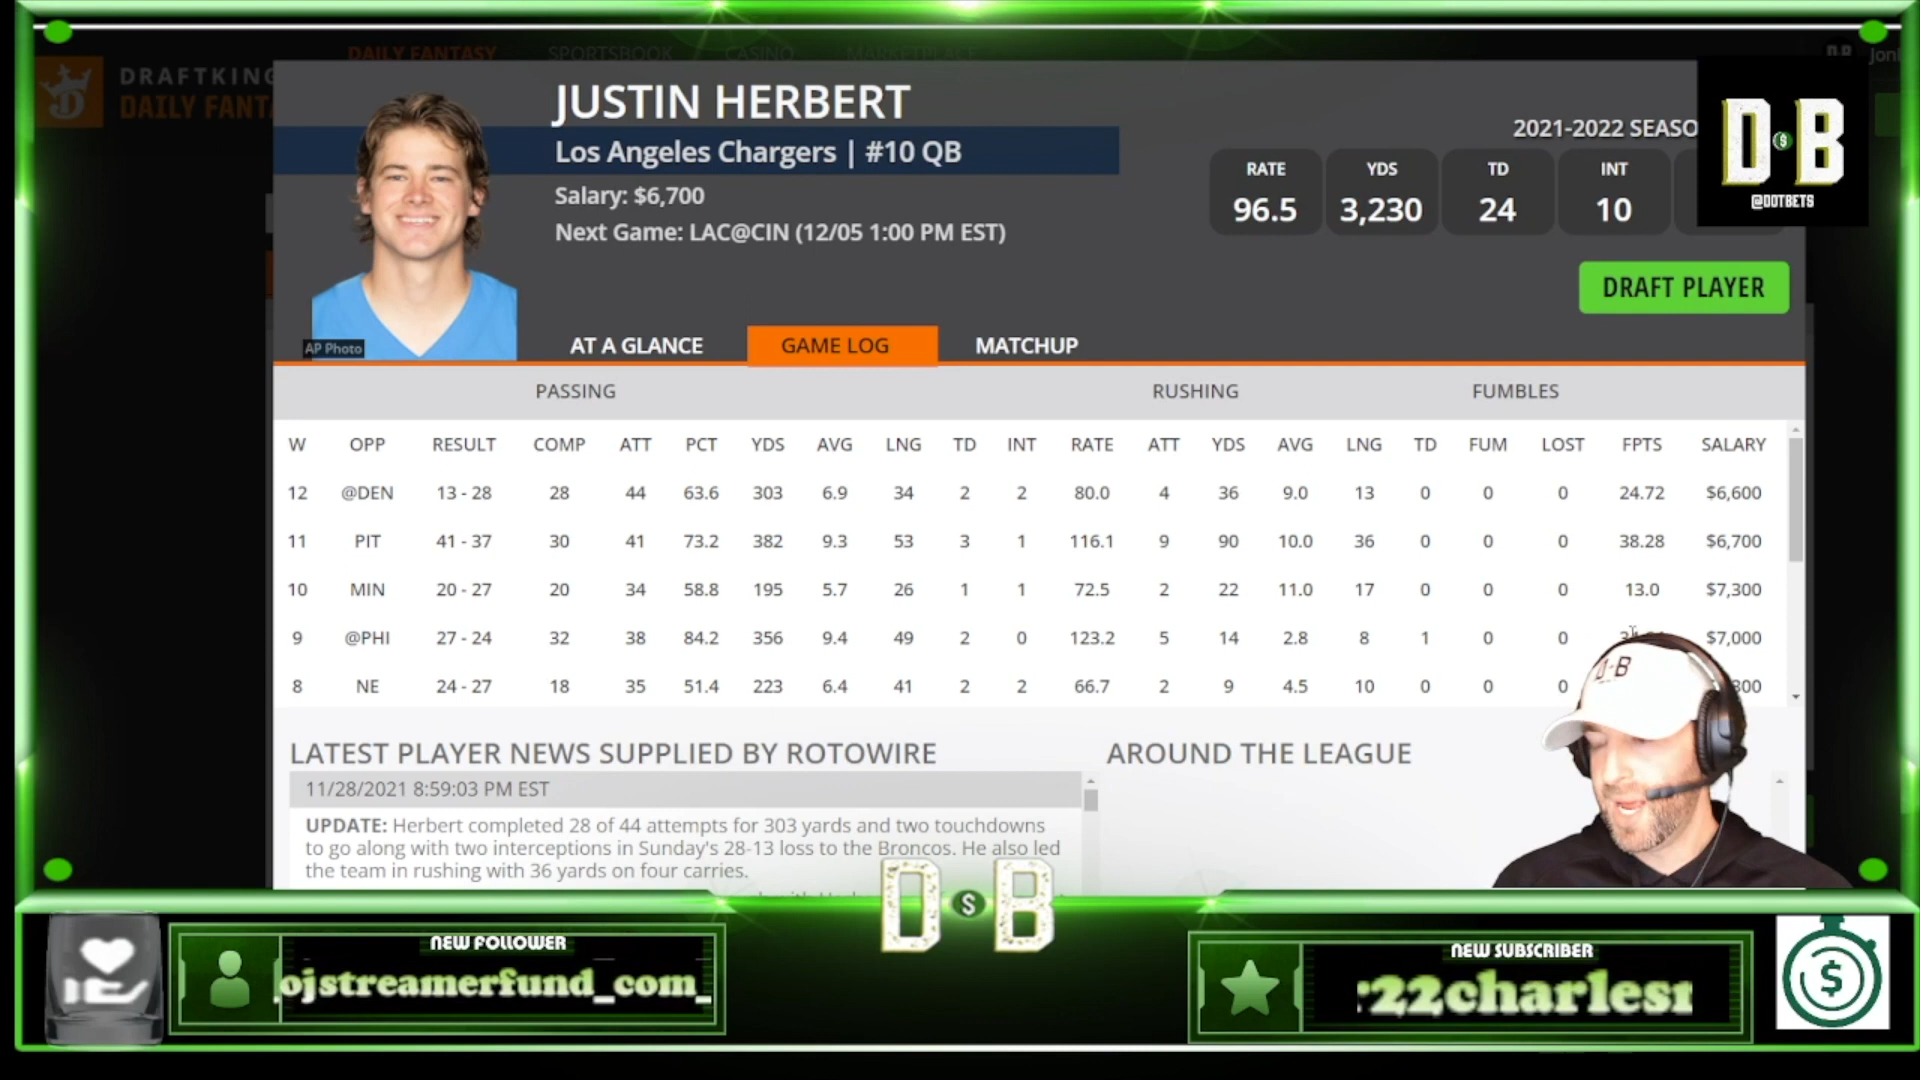 DAILY FANTASY SPORTSBOOK CASINO MARKETPLACE
DRAFTKING
DAILY FANTA
JUSTIN HERBERT
Los Angeles Chargers | #10 QB
Salary: $6,700
Next Game: LAC@CIN (12/05 1:00 PM EST)
AP Photo
2021-2022 SEASO
RATE YDS TD INT
96.5 3,230 24 10
D$B
@DOTBETS
DRAFT PLAYER
AT A GLANCE GAME LOG MATCHUP
PASSING RUSHING FUMBLES
W OPP RESULT COMP ATT PCT YDS AVG LNG TD INT RATE ATT YDS AVG LNG TD FUM LOST FPTS SALARY
12 @DEN 13 - 28 28 44 63.6 303 6.9 34 2 2 80.0 4 36 9.0 13 0 0 0 24.72 $6,600
11 PIT 41 - 37 30 41 73.2 382 9.3 53 3 1 116.1 9 90 10.0 36 0 0 0 38.28 $6,700
10 MIN 20 - 27 20 34 58.8 195 5.7 26 1 1 72.5 2 22 11.0 17 0 0 0 13.0 $7,300
9 @PHI 27 - 24 32 38 84.2 356 9.4 49 2 0 123.2 5 14 2.8 8 1 0 0 $7,000
8 NE 24 - 27 18 35 51.4 223 6.4 41 2 2 66.7 2 9 4.5 10 0 0 0
LATEST PLAYER NEWS SUPPLIED BY ROTOWIRE
AROUND THE LEAGUE
11/28/2021 8:59:03 PM EST
UPDATE: Herbert completed 28 of 44 attempts for 303 yards and two touchdowns
to go along with two interceptions in Sunday's 28-13 loss to the Broncos. He also led
the team in rushing with 36 yards on four carries.
D-B
D$B
NEW FOLLOWER
ojstreamerfund_com_
NEW SUBSCRIBER
r22charlesr
$